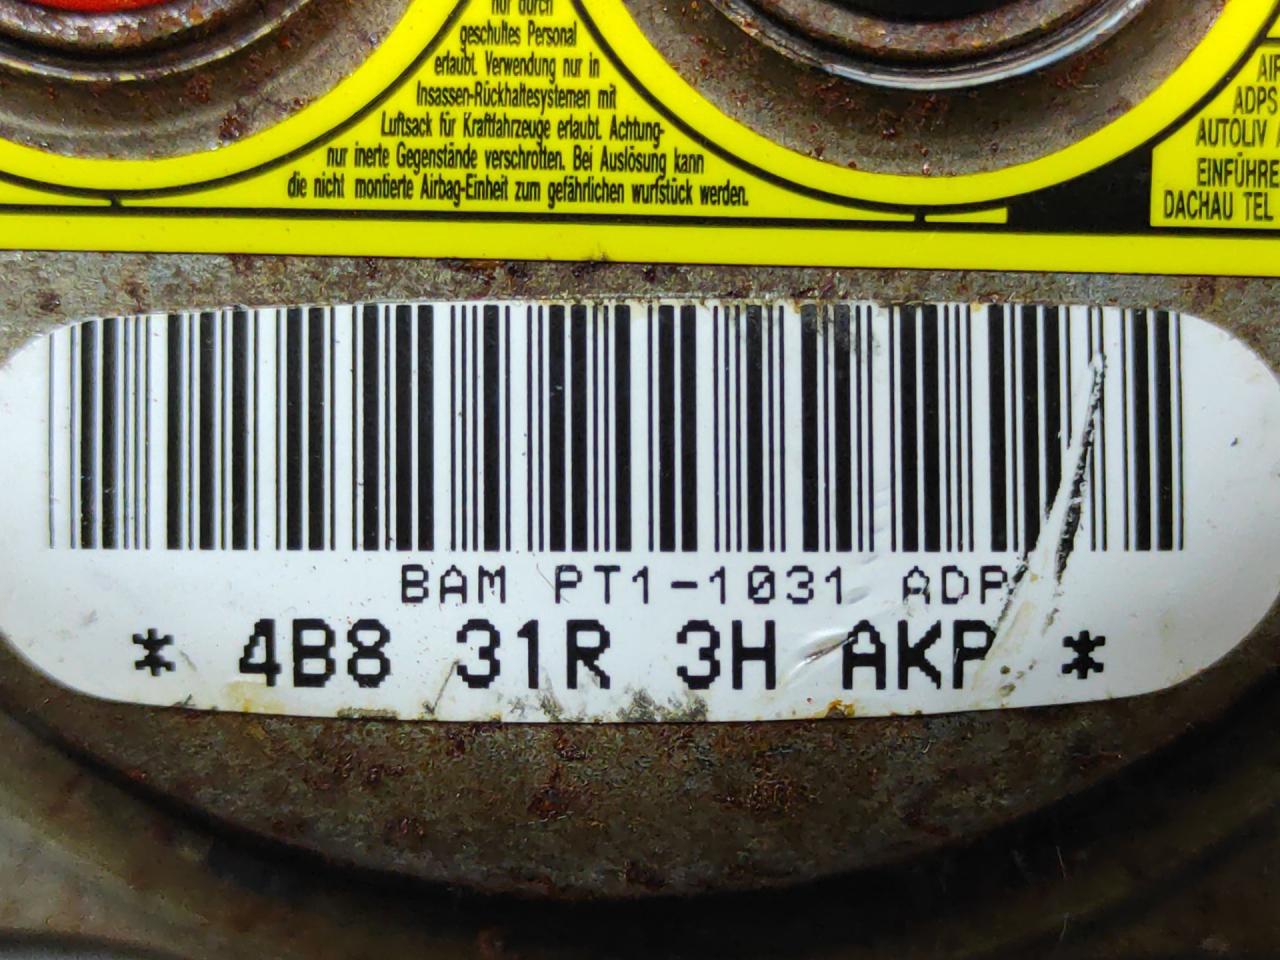 nur durch
geschultes Personal
erlaubt. Verwendung nur in
Insassen-Rückhaltesystemen mit
Luftsack für Kraftfahrzeuge erlaubt. Achtung-
nur inerte Gegenstände verschrotten. Bei Auslösung kann
die nicht montierte Airbag-Einheit zum gefährlichen wurfstück werden.
AIR
ADPS
AUTOLIV
EINFÜHRE
DACHAU TEL
BAM PT1-1031 ADP
* 4B8 31R 3H AKP *